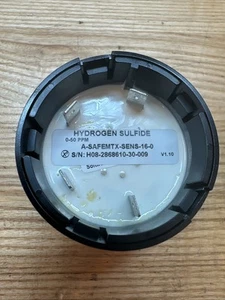 HYDROGEN SULFIDE
0-50 PPM
A-SAFEMTX-SENS-16-0
S/N: H08-2868610-30-009
V1.10